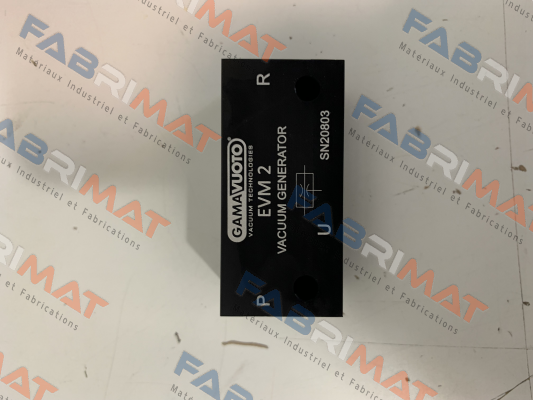 GAMAVUOTO®
VACUUM TECHNOLOGIES
EVM 2
VACUUM GENERATOR
SN20803
P
R
U
FABRIMAT
Materiaux Industriel et Fabrications